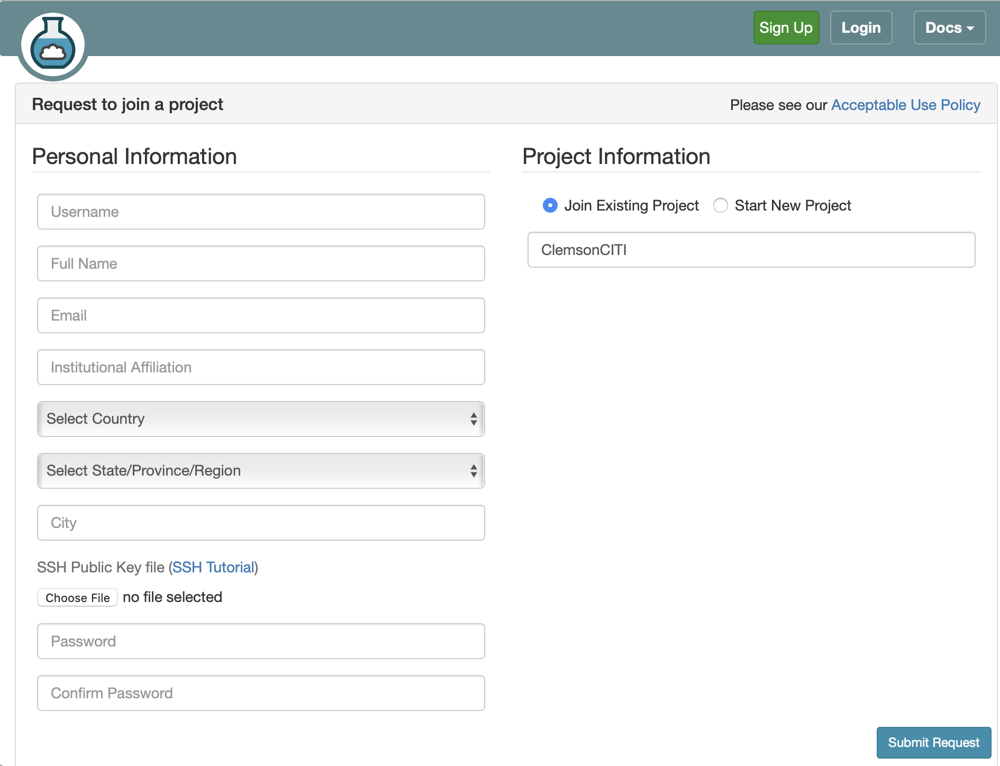 Sign Up
Login
Docs
Request to join a project
Please see our Acceptable Use Policy
Personal Information
Username
Full Name
Email
Institutional Affiliation
Select Country
Select State/Province/Region
City
SSH Public Key file (SSH Tutorial)
Choose File no file selected
Password
Confirm Password
Project Information
Join Existing Project
Start New Project
ClemsonCITI
Submit Request